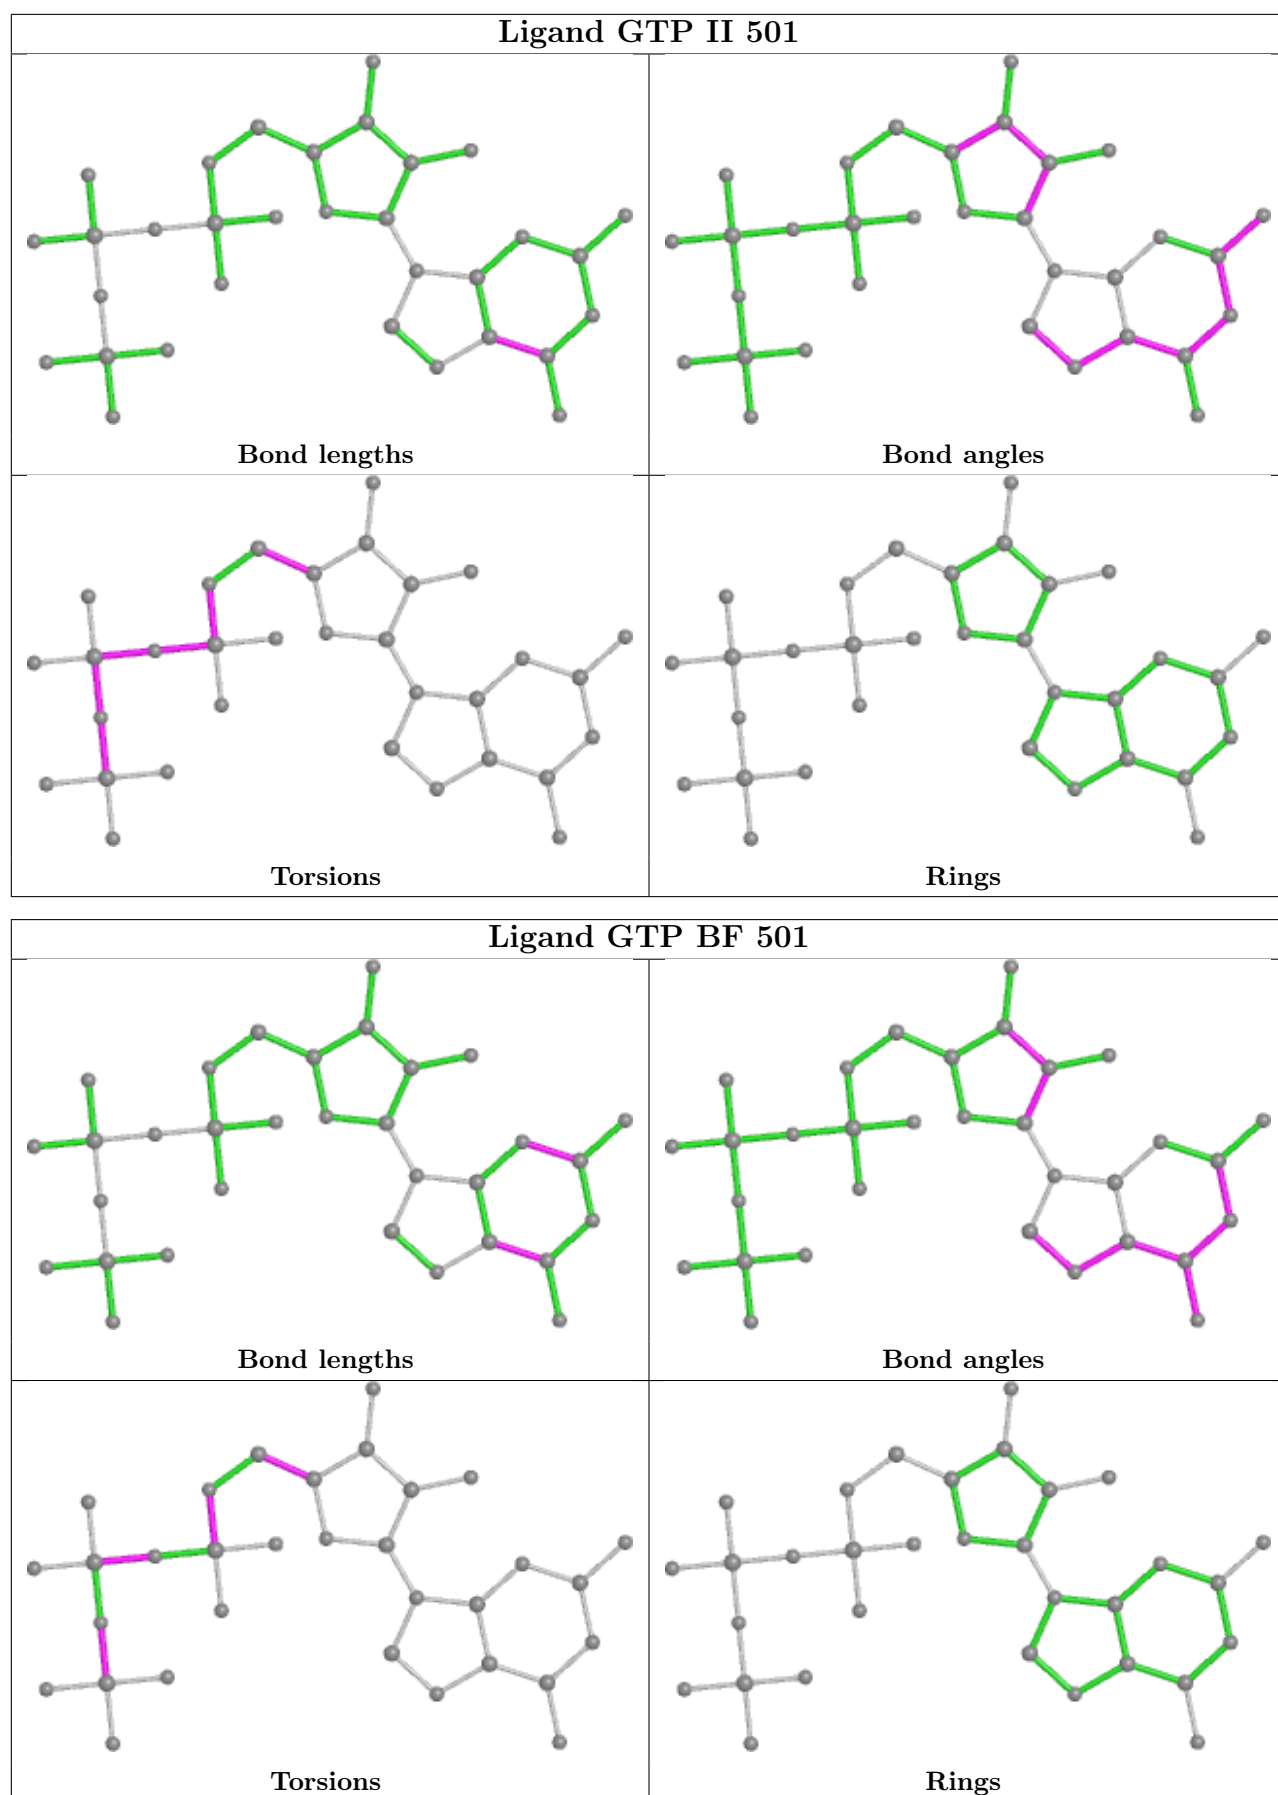 Ligand GTP II 501
Bond lengths
Bond angles
Torsions
Rings
Ligand GTP BF 501
Bond lengths
Bond angles
Torsions
Rings